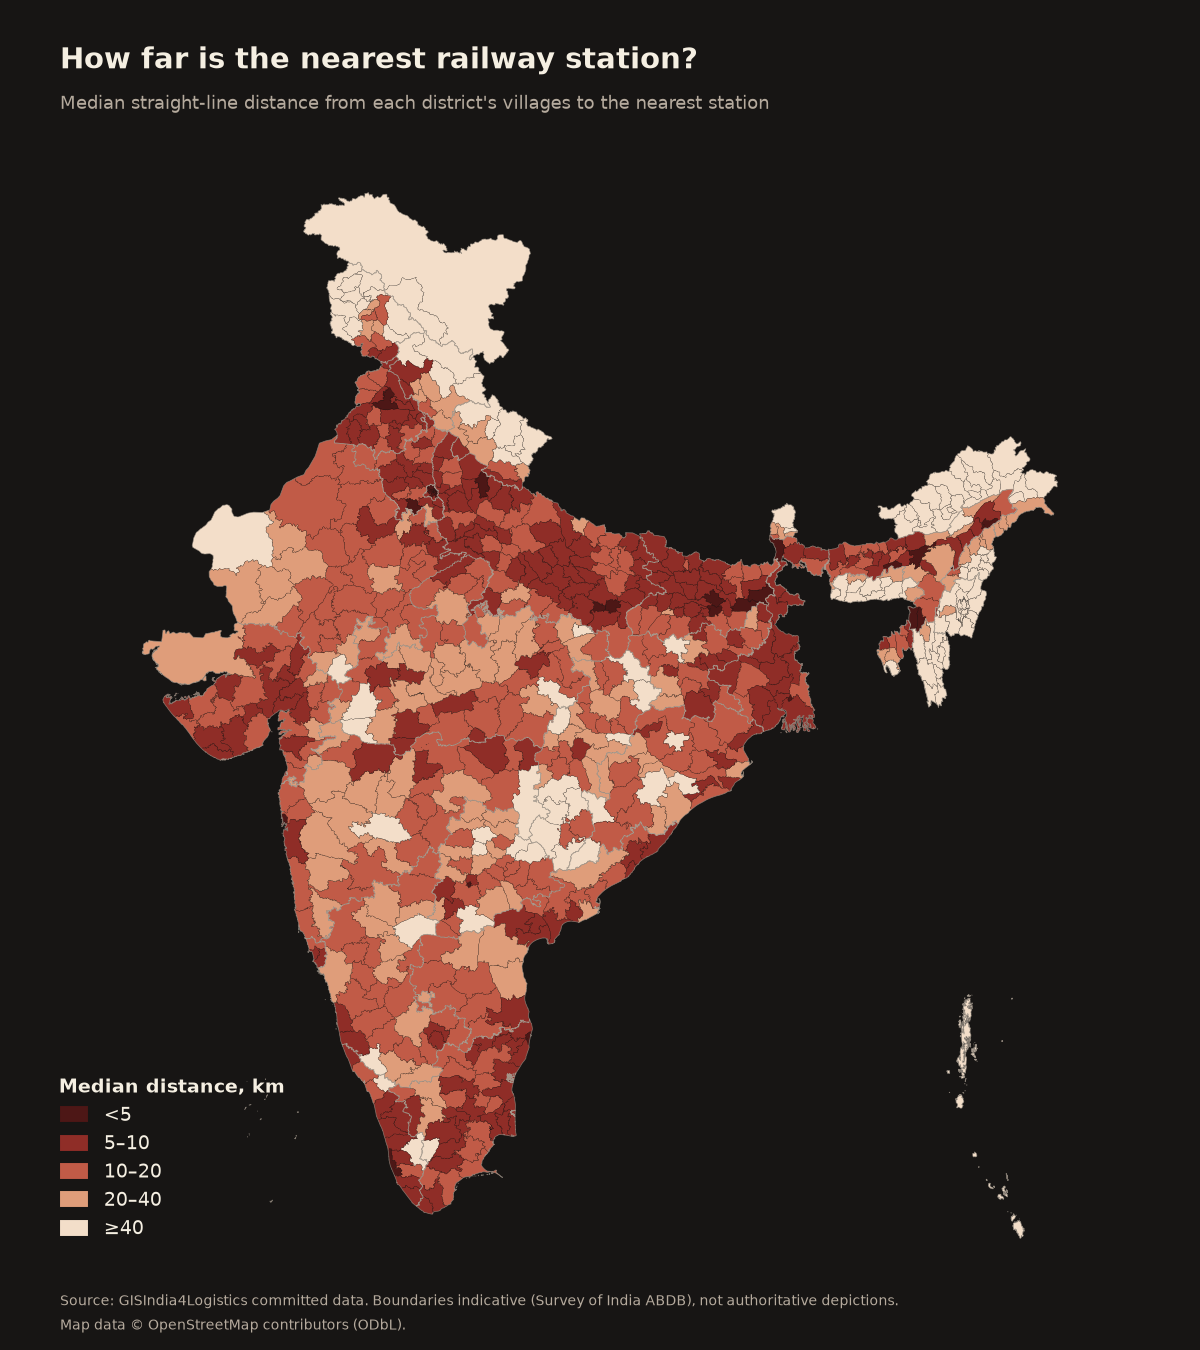 How far is the nearest railway station?
Median straight-line distance from each district's villages to the nearest station
Median distance, km
<5
5–10
10–20
20–40
≥40
Source: GISIndia4Logistics committed data. Boundaries indicative (Survey of India ABDB), not authoritative depictions.
Map data © OpenStreetMap contributors (ODbL).